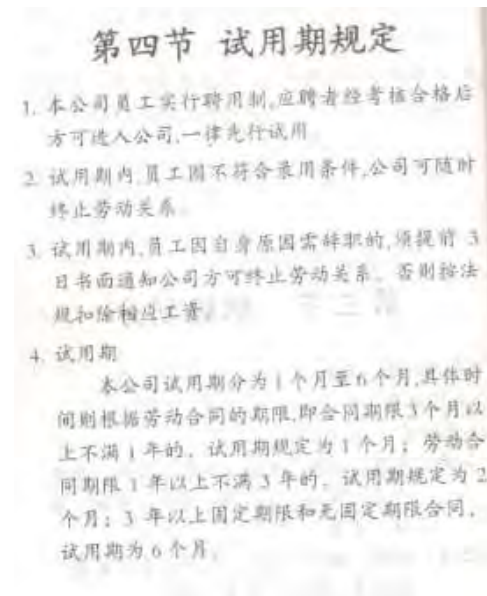 第四节 试用期规定
1. 本公司员工实行聘用制,应聘者经考核合格后
方可进入公司,一律先行试用
2. 试用期内,员工因不符合录用条件,公司可随时
终止劳动关系。
3. 试用期内,员工因自身原因需辞职的,须提前 3
日书面通知公司方可终止劳动关系。否则按法
规扣除相应工资。
4. 试用期
本公司试用期分为 1 个月至 6 个月,具体时
间则根据劳动合同的期限,即合同期限 3 个月以
上不满 1 年的,试用期规定为 1 个月;劳动合
同期限 1 年以上不满 3 年的,试用期规定为 2
个月;3 年以上固定期限和无固定期限合同,
试用期为 6 个月。